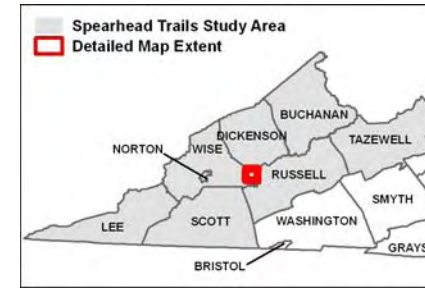 Spearhead Trails Study Area
Detailed Map Extent
BUCHANAN
DICKENSON
TAZEWELL
NORTON
WISE
RUSSELL
SMYTH
LEE
SCOTT
WASHINGTON
GRAYS
BRISTOL